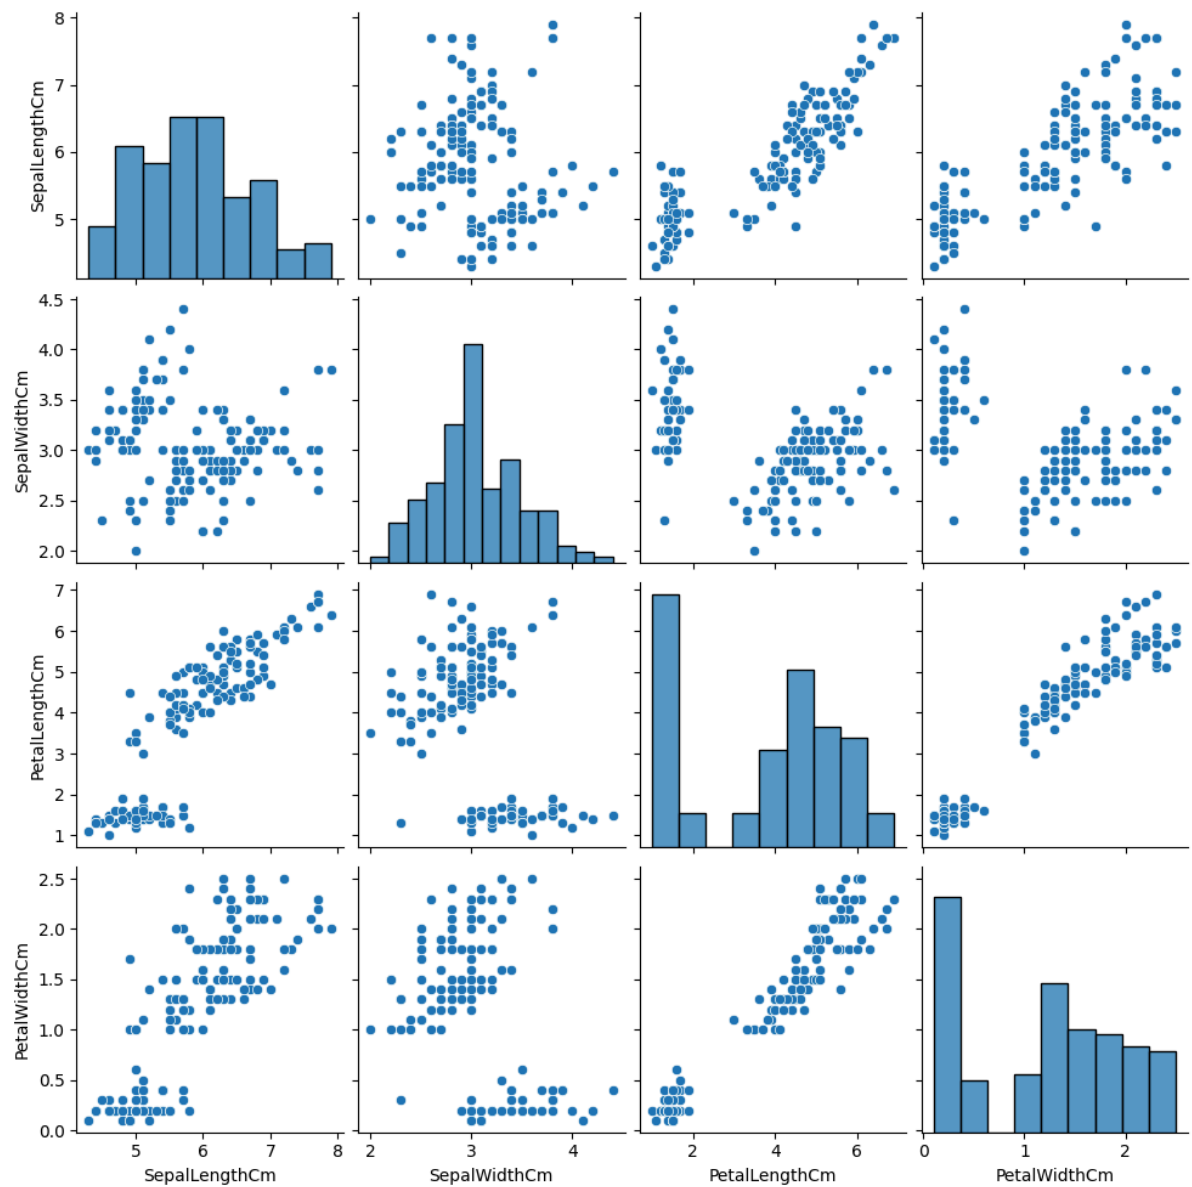 8
7
6
5
SepalLengthCm
4.5
4.0
3.5
3.0
2.5
2.0
SepalWidthCm
7
6
5
4
3
2
1
PetalLengthCm
2.5
2.0
1.5
1.0
0.5
0.0
PetalWidthCm
5 6 7 8
2 3 4
2 4 6
0 1 2
SepalLengthCm SepalWidthCm PetalLengthCm PetalWidthCm